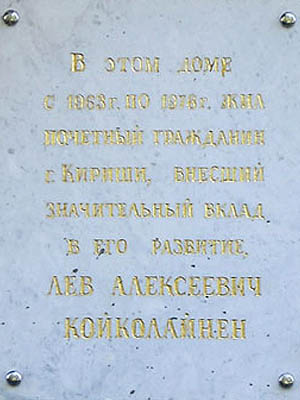 В ЭТОМ ДОМЕ
С 1963 г. ПО 1976 г. ЖИЛ
ПОЧЕТНЫЙ ГРАЖДАНИН
г. КИРИШИ, ВНЕСШИЙ
ЗНАЧИТЕЛЬНЫЙ ВКЛАД
В ЕГО РАЗВИТИЕ,
ЛЕВ АЛЕКСЕЕВИЧ
КОЙКОЛАЙНЕН